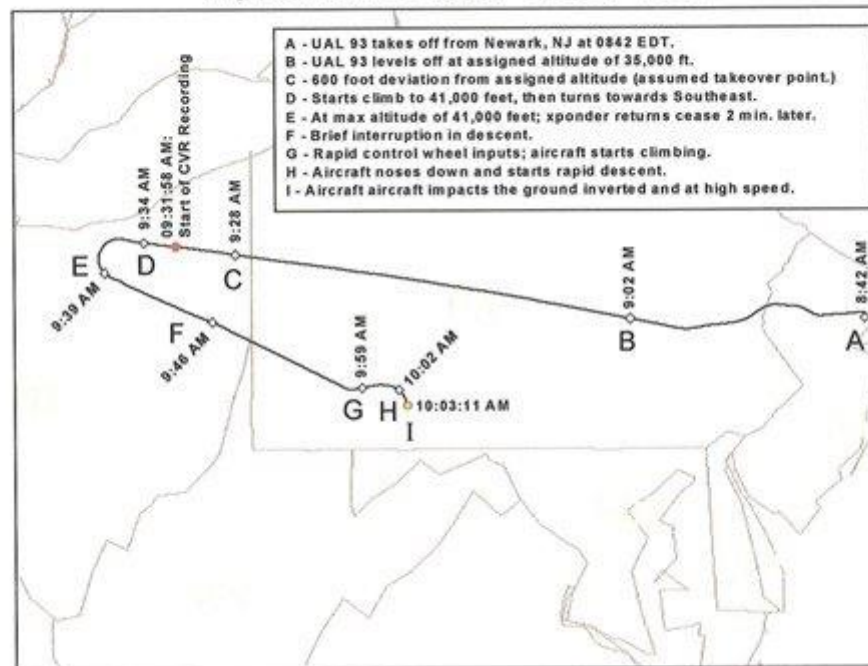 A - UAL 93 takes off from Newark, NJ at 0842 EDT.
B - UAL 93 levels off at assigned altitude of 35,000 ft.
C - 600 foot deviation from assigned altitude (assumed takeover point.)
D - Starts climb to 41,000 feet, then turns towards Southeast.
E - At max altitude of 41,000 feet; xponder returns cease 2 min. later.
F - Brief interruption in descent.
G - Rapid control wheel inputs; aircraft starts climbing.
H - Aircraft noses down and starts rapid descent.
I - Aircraft aircraft impacts the ground inverted and at high speed.
9:34 AM
09:31:58 AM:
Start of CVR Recording
9:28 AM
9:02 AM
8:42 AM
E
D
C
B
A
9:39 AM
F
9:46 AM
9:59 AM
10:02 AM
G
H
10:03:11 AM
I